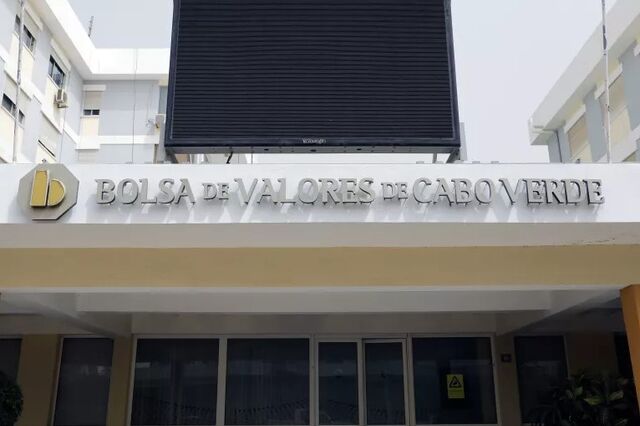 BOLSA DE VALORES DE CABO VERDE